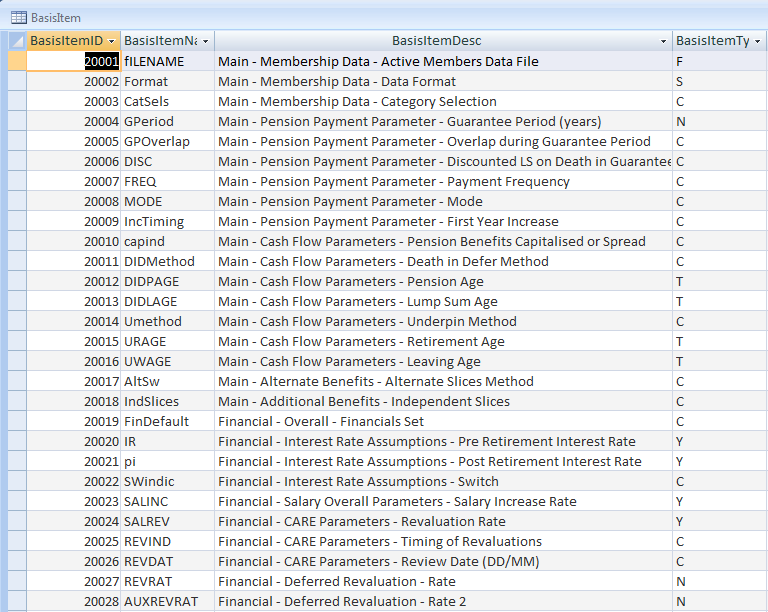 BasisItem
BasisItemID BasisItemNa BasisItemDesc BasisItemTy
20001 fILENAME Main - Membership Data - Active Members Data File F
20002 Format Main - Membership Data - Data Format S
20003 CatSels Main - Membership Data - Category Selection C
20004 GPeriod Main - Pension Payment Parameter - Guarantee Period (years) N
20005 GPOverlap Main - Pension Payment Parameter - Overlap during Guarantee Period C
20006 DISC Main - Pension Payment Parameter - Discounted LS on Death in Guarantee C
20007 FREQ Main - Pension Payment Parameter - Payment Frequency C
20008 MODE Main - Pension Payment Parameter - Mode C
20009 IncTiming Main - Pension Payment Parameter - First Year Increase C
20010 capind Main - Cash Flow Parameters - Pension Benefits Capitalised or Spread C
20011 DIDMethod Main - Cash Flow Parameters - Death in Defer Method C
20012 DIDPAGE Main - Cash Flow Parameters - Pension Age T
20013 DIDLAGE Main - Cash Flow Parameters - Lump Sum Age T
20014 Umethod Main - Cash Flow Parameters - Underpin Method C
20015 URAGE Main - Cash Flow Parameters - Retirement Age T
20016 UWAGE Main - Cash Flow Parameters - Leaving Age T
20017 AltSw Main - Alternate Benefits - Alternate Slices Method C
20018 IndSlices Main - Additional Benefits - Independent Slices C
20019 FinDefault Financial - Overall - Financials Set C
20020 IR Financial - Interest Rate Assumptions - Pre Retirement Interest Rate Y
20021 pi Financial - Interest Rate Assumptions - Post Retirement Interest Rate Y
20022 SWindic Financial - Interest Rate Assumptions - Switch C
20023 SALINC Financial - Salary Overall Parameters - Salary Increase Rate Y
20024 SALREV Financial - CARE Parameters - Revaluation Rate Y
20025 REVIND Financial - CARE Parameters - Timing of Revaluations C
20026 REVDAT Financial - CARE Parameters - Review Date (DD/MM) C
20027 REVRAT Financial - Deferred Revaluation - Rate N
20028 AUXREVRAT Financial - Deferred Revaluation - Rate 2 N